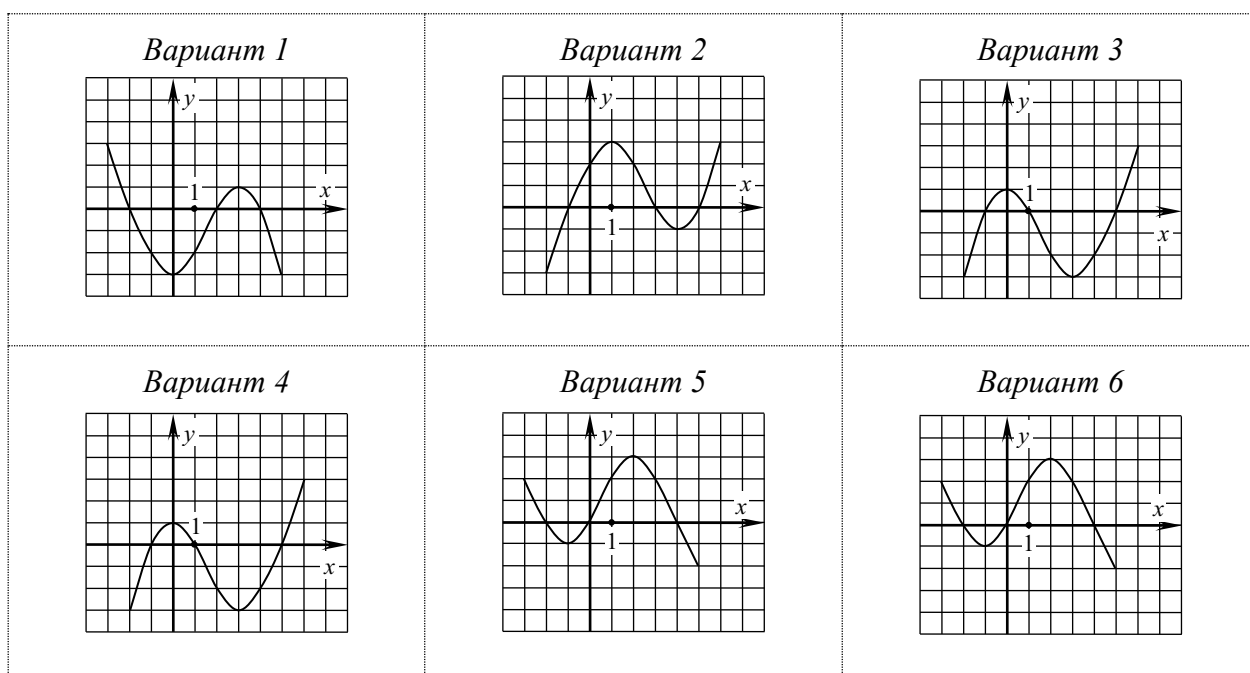 Вариант 1
y
1
x
Вариант 2
y
x
1
Вариант 3
y
1
x
Вариант 4
y
1
x
Вариант 5
y
x
1
Вариант 6
y
x
1